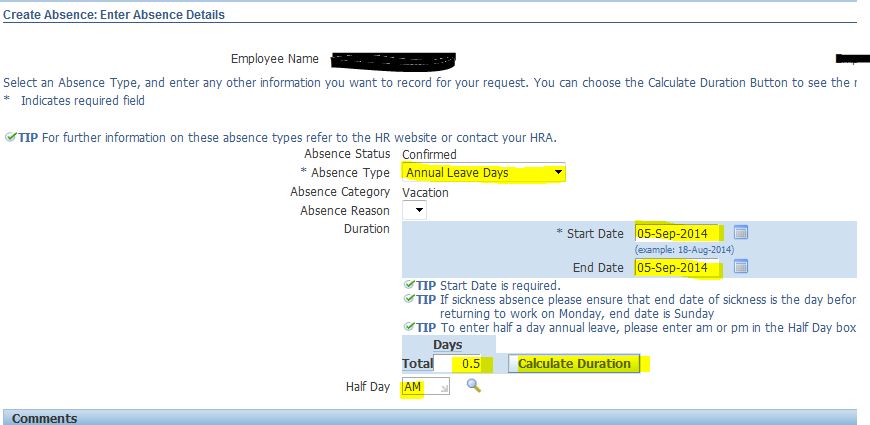 Create Absence: Enter Absence Details
Employee Name
Select an Absence Type, and enter any other information you want to record for your request. You can choose the Calculate Duration Button to see the
* Indicates required field
TIP For further information on these absence types refer to the HR website or contact your HRA.
Absence Status Confirmed
* Absence Type Annual Leave Days
Absence Category Vacation
Absence Reason
Duration
* Start Date 05-Sep-2014
(example: 18-Aug-2014)
End Date 05-Sep-2014
TIP Start Date is required.
TIP If sickness absence please ensure that end date of sickness is the day befor
returning to work on Monday, end date is Sunday
TIP To enter half a day annual leave, please enter am or pm in the Half Day box
Days
Total 0.5 Calculate Duration
Half Day AM
Comments